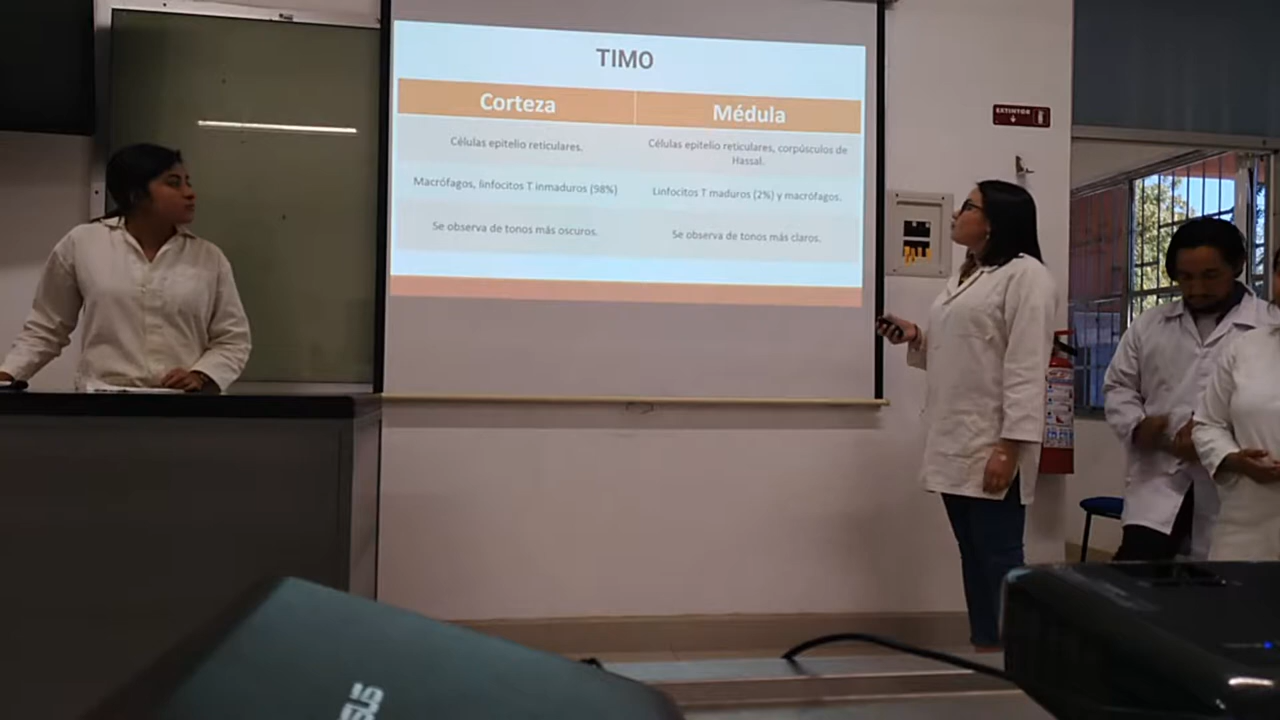 TIMO
Corteza
Médula
Células epitelio reticulares.
Células epitelio reticulares, corpúsculos de
Hassal.
Macrófagos, linfocitos T inmaduros (98%)
Linfocitos T maduros (2%) y macrófagos.
Se observa de tonos más oscuros.
Se observa de tonos más claros.
EXTINTOR